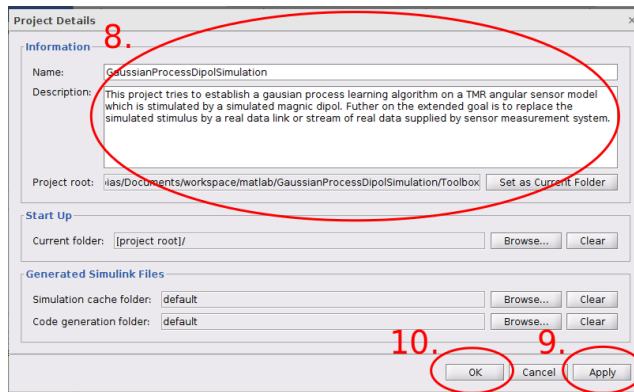 Project Details
8.
Information
Name: GaussianProcessDipolSimulation
Description: This project tries to establish a gausian process learning algorithm on a TMR angular sensor model
which is stimulated by a simulated magnic dipol. Futher on the extended goal is to replace the
simulated stimulus by a real data link or stream of real data supplied by sensor measurement system.
Project root: ias/Documents/workspace/matlab/GaussianProcessDipolSimulation/Toolbox Set as Current Folder
Start Up
Current folder: [project root]/ Browse... Clear
Generated Simulink Files
Simulation cache folder: default Browse... Clear
Code generation folder: default Browse... Clear
10. 9.
OK Cancel Apply